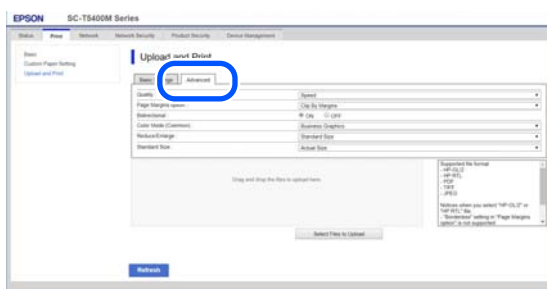 EPSON SC-T5400M Series
Status Print Network Network Security Product Security Device Management
Basic
Custom Paper Setting
Upload and Print
Upload and Print
Basic Advanced
Quality : Speed
Page Margins option : Clip By Margins
Bidirectional : ON OFF
Color Mode (Common) : Business Graphics
Reduce/Enlarge : Standard Size
Standard Size : Actual Size
Drag and drop the files to upload here.
Supported file format
- HP-GL/2
- HP RTL
- PDF
- TIFF
- JPEG
Notices when you select "HP-GL/2" or
"HP RTL" file.
- "Borderless" setting or "Page Margins
option" is not supported
Select Files to Upload
Refresh